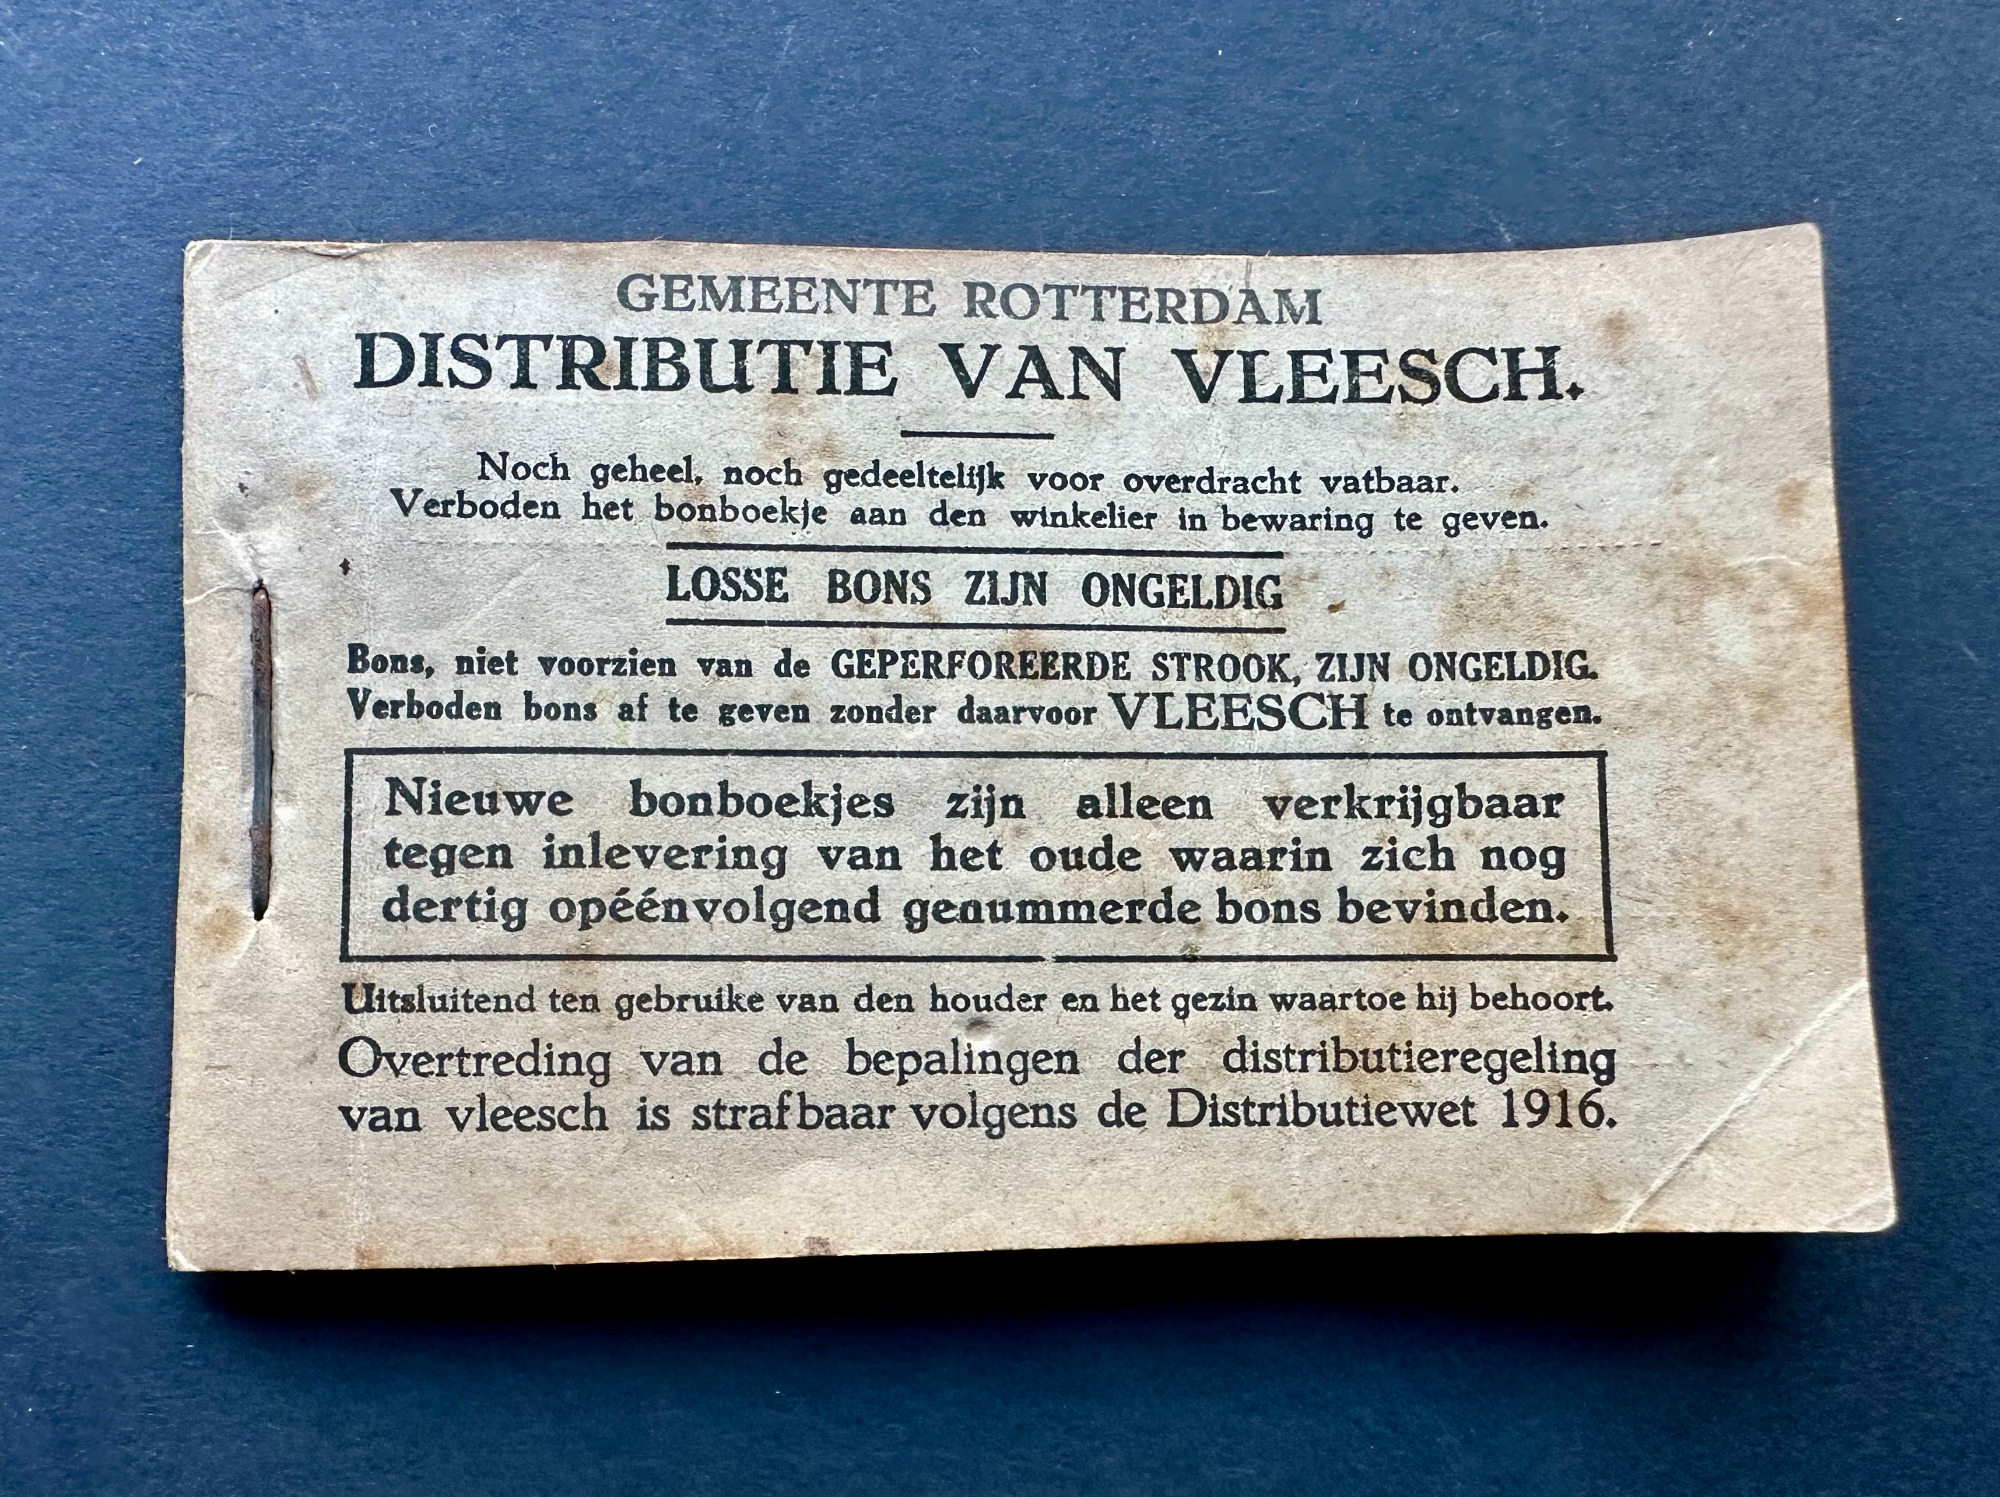 GEMEENTE ROTTERDAM
DISTRIBUTIE VAN VLEESCH.
Noch geheel, noch gedeeltelijk voor overdracht vatbaar.
Verboden het bonboekje aan den winkelier in bewaring te geven.
LOSSE BONS ZIJN ONGELDIG
Bons, niet voorzien van de GEPERFOREERDE STROOK, ZIJN ONGELDIG.
Verboden bons af te geven zonder daarvoor VLEESCH te ontvangen.
Nieuwe bonboekjes zijn alleen verkrijgbaar
tegen inlevering van het oude waarin zich nog
dertig opéénvolgend genummerde bons bevinden.
Uitsluitend ten gebruike van den houder en het gezin waartoe hij behoort.
Overtreding van de bepalingen der distributieregeling
van vleesch is strafbaar volgens de Distributiewet 1916.